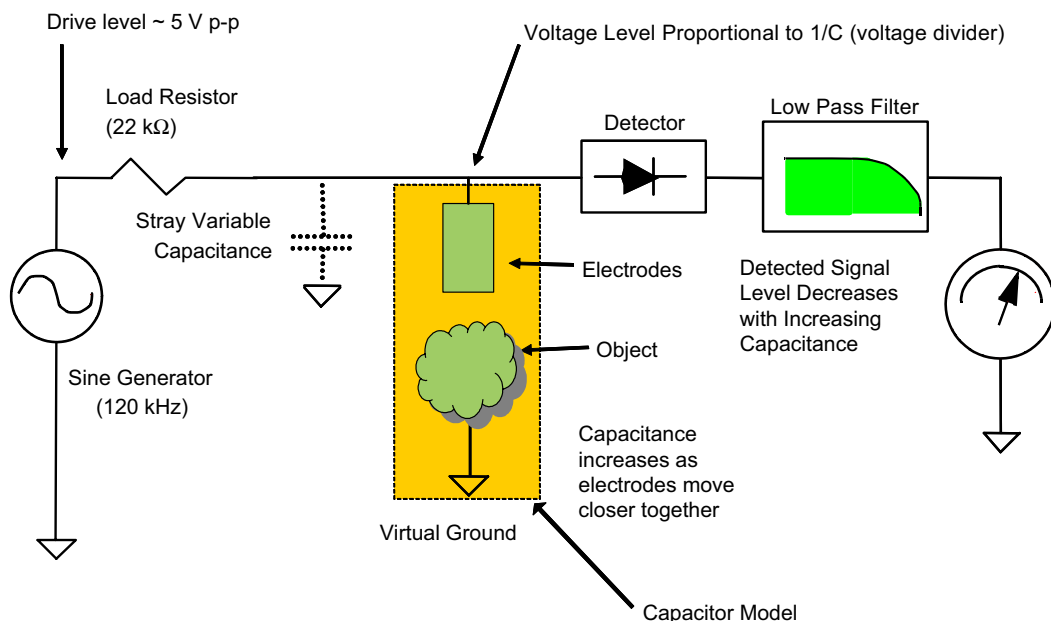 Drive level ~ 5 V p-p
Voltage Level Proportional to 1/C (voltage divider)
Load Resistor
(22 kΩ)
Detector
Low Pass Filter
Stray Variable
Capacitance
Electrodes
Detected Signal
Level Decreases
with Increasing
Capacitance
Object
Sine Generator
(120 kHz)
Capacitance
increases as
electrodes move
closer together
Virtual Ground
Capacitor Model